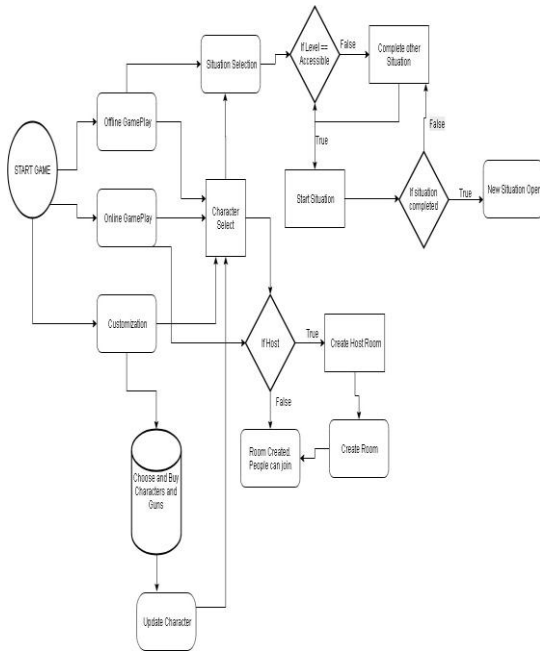 Situation Selection
If Level ==
Accessible
False
Complete other
Situation
Offline GamePlay
True
False
START GAME
Start Situation
If situation
completed
True
New Situation Open
Online GamePlay
Character
Select
Customization
If Host
True
Create Host Room
False
Room Created.
People can join.
Create Room
Choose and Buy
Characters and
Guns
Update Character